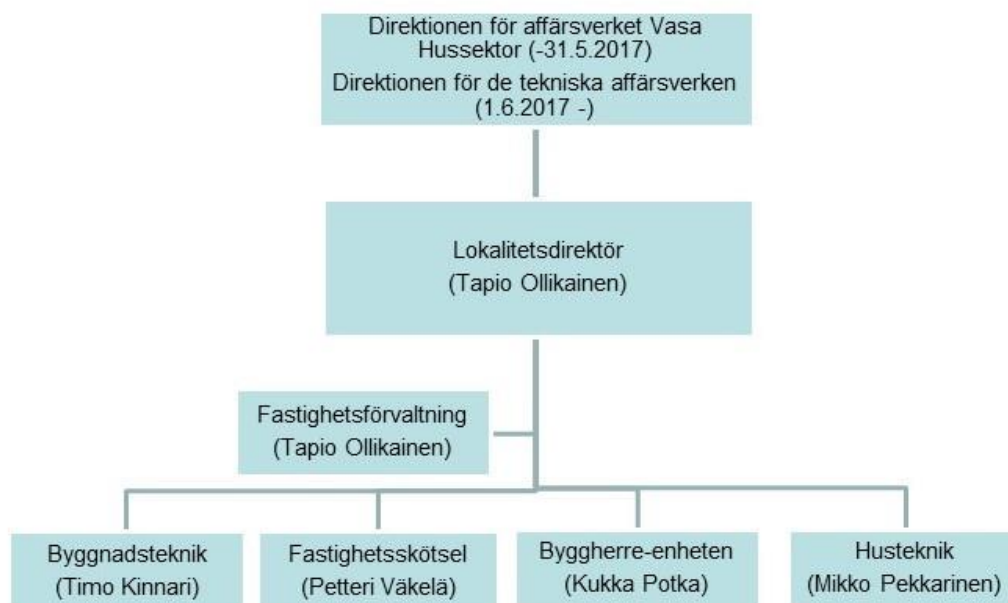 Direktionen för affärsverket Vasa
Hussektor (-31.5.2017)
Direktionen för de tekniska affärsverken
(1.6.2017 -)
Lokalitetsdirektör
(Tapio Ollikainen)
Fastighetsförvaltning
(Tapio Ollikainen)
Byggnadsteknik
(Timo Kinnari)
Fastighetsskötsel
(Petteri Väkelä)
Byggherre-enheten
(Kukka Potka)
Husteknik
(Mikko Pekkarinen)